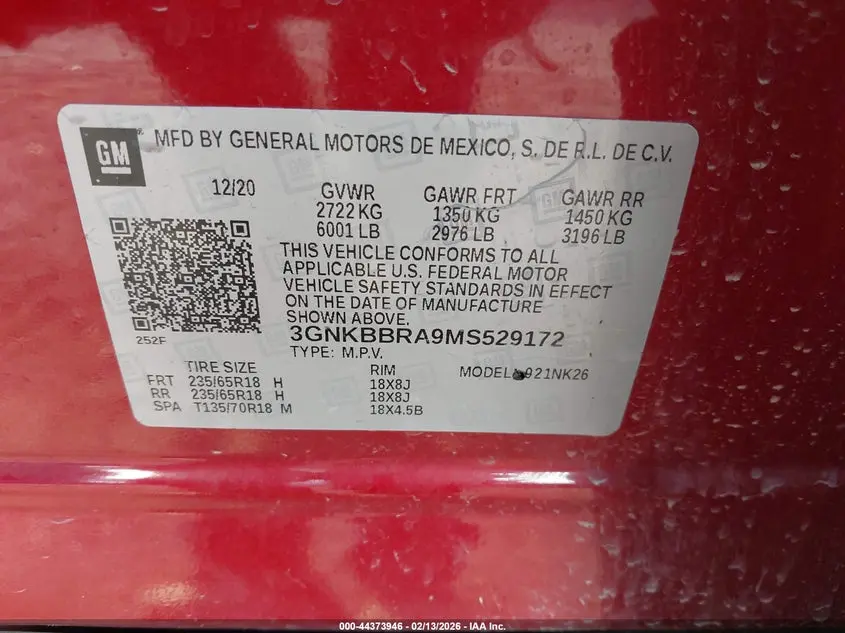 GM
MFD BY GENERAL MOTORS DE MEXICO, S. DE R.L. DE C.V.
12/20 GVWR GAWR FRT GAWR RR
2722 KG 1350 KG 1450 KG
6001 LB 2976 LB 3196 LB
THIS VEHICLE CONFORMS TO ALL
APPLICABLE U.S. FEDERAL MOTOR
VEHICLE SAFETY STANDARDS IN EFFECT
ON THE DATE OF MANUFACTURE
SHOWN ABOVE.
252F
3GNKBBRA9MS529172
TYPE: M.P.V.
TIRE SIZE RIM MODEL: 921NK26
FRT 235/65R18 H 18X8J
RR 235/65R18 H 18X8J
SPA T135/70R18 M 18X4.5B
000-44373946 - 02/13/2026 - IAA Inc.